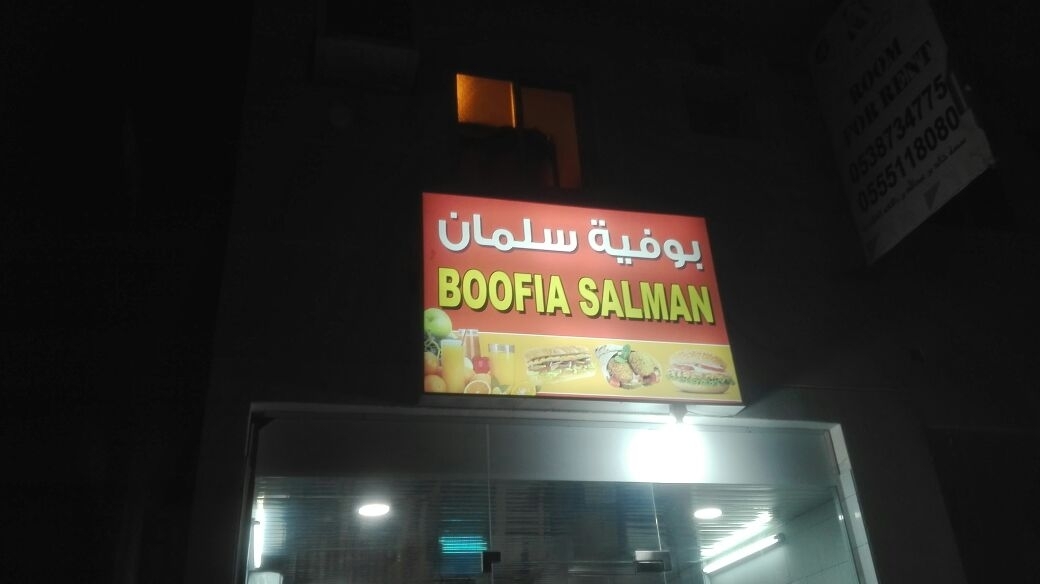 بوفية سلمان
BOOFIA SALMAN
ROOM
FOR RENT
0538734775
0555118080